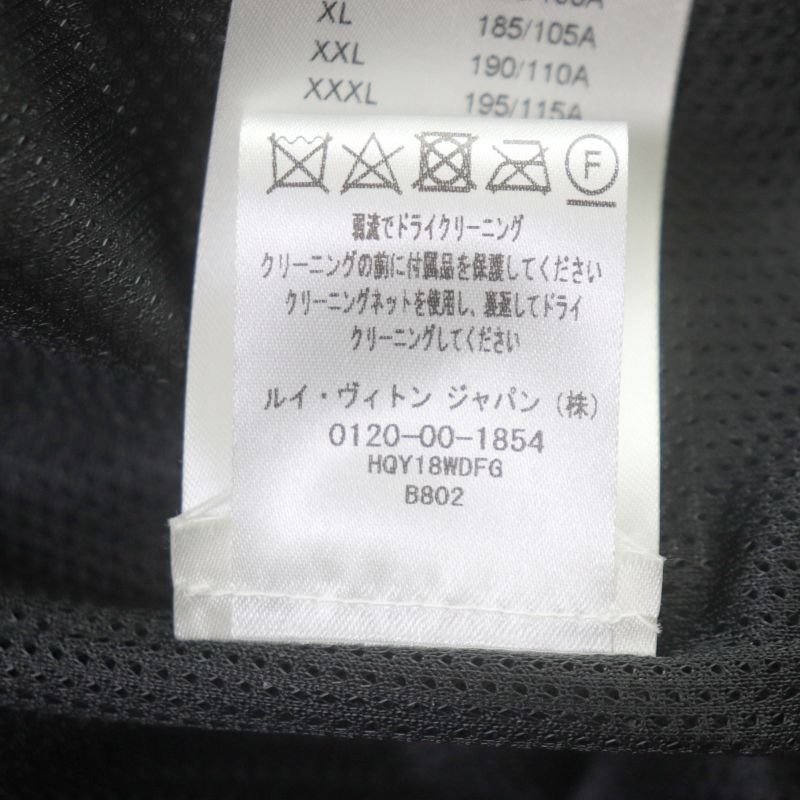 XL 185/105A
XXL 190/110A
XXXL 195/115A
F
弱流でドライクリーニング
クリーニングの前に付属品を保護してください
クリーニングネットを使用し、裏返してドライ
クリーニングしてください
ルイ・ヴィトン ジャパン（株）
0120-00-1854
HQY18WDFG
B802